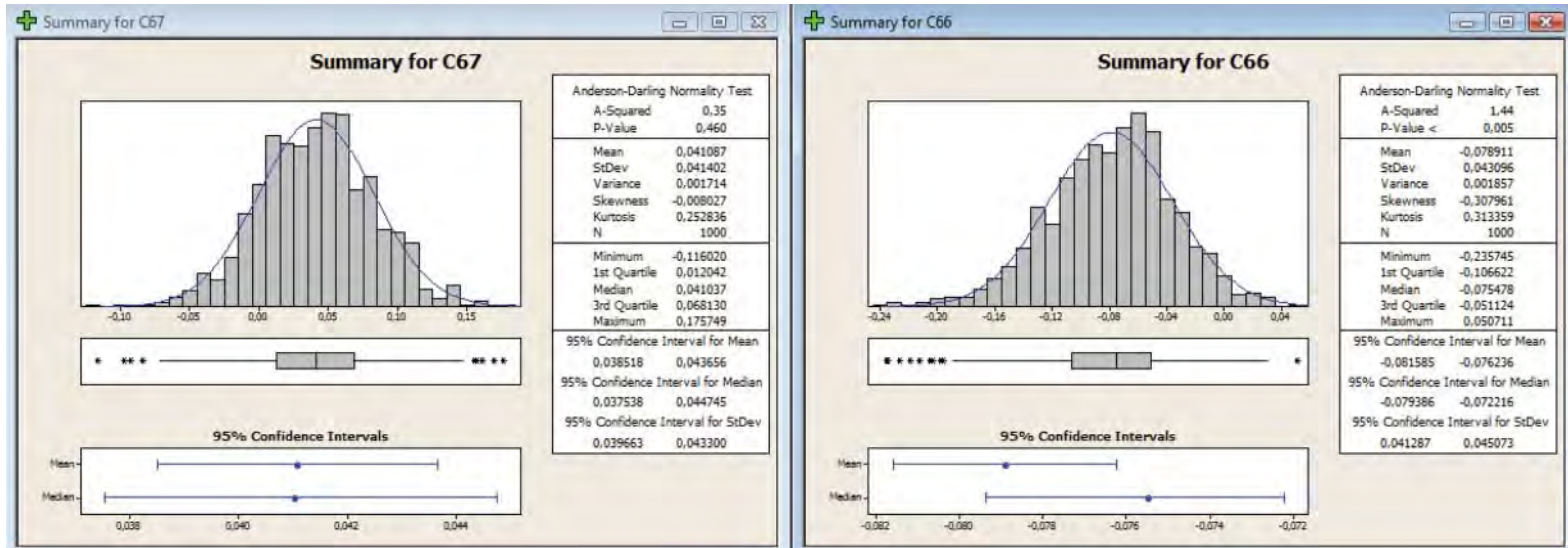 Summary for C67
Summary for C67
Anderson-Darling Normality Test
A-Squared 0,35
P-Value 0,460
Mean 0,041087
StDev 0,041402
Variance 0,001714
Skewness -0,008027
Kurtosis 0,252836
N 1000
Minimum -0,116020
1st Quartile 0,012042
Median 0,041037
3rd Quartile 0,068130
Maximum 0,175749
95% Confidence Interval for Mean
0,038518 0,043656
95% Confidence Interval for Median
0,037538 0,044745
95% Confidence Interval for StDev
0,039663 0,043300
-0,10 -0,05 0,00 0,05 0,10 0,15
95% Confidence Intervals
Mean
Median
0,038 0,040 0,042 0,044
Summary for C66
Summary for C66
Anderson-Darling Normality Test
A-Squared 1,44
P-Value < 0,005
Mean -0,078911
StDev 0,043096
Variance 0,001857
Skewness -0,307961
Kurtosis 0,313359
N 1000
Minimum -0,235745
1st Quartile -0,106622
Median -0,075478
3rd Quartile -0,051124
Maximum 0,050711
95% Confidence Interval for Mean
-0,081585 -0,076236
95% Confidence Interval for Median
-0,079386 -0,072216
95% Confidence Interval for StDev
0,041287 0,045073
-0,24 -0,20 -0,16 -0,12 -0,08 -0,04 0,00 0,04
95% Confidence Intervals
Mean
Median
-0,082 -0,080 -0,078 -0,076 -0,074 -0,072